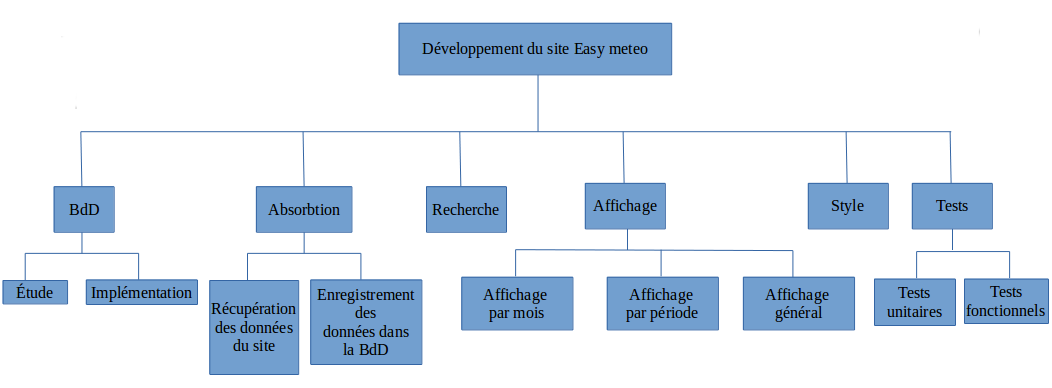 Développement du site Easy meteo
BdD
Absorbtion
Recherche
Affichage
Style
Tests
Étude
Implémentation
Récupération
des données
du site
Enregistrement
des
données dans
la BdD
Affichage
par mois
Affichage
par période
Affichage
général
Tests
unitaires
Tests
fonctionnels